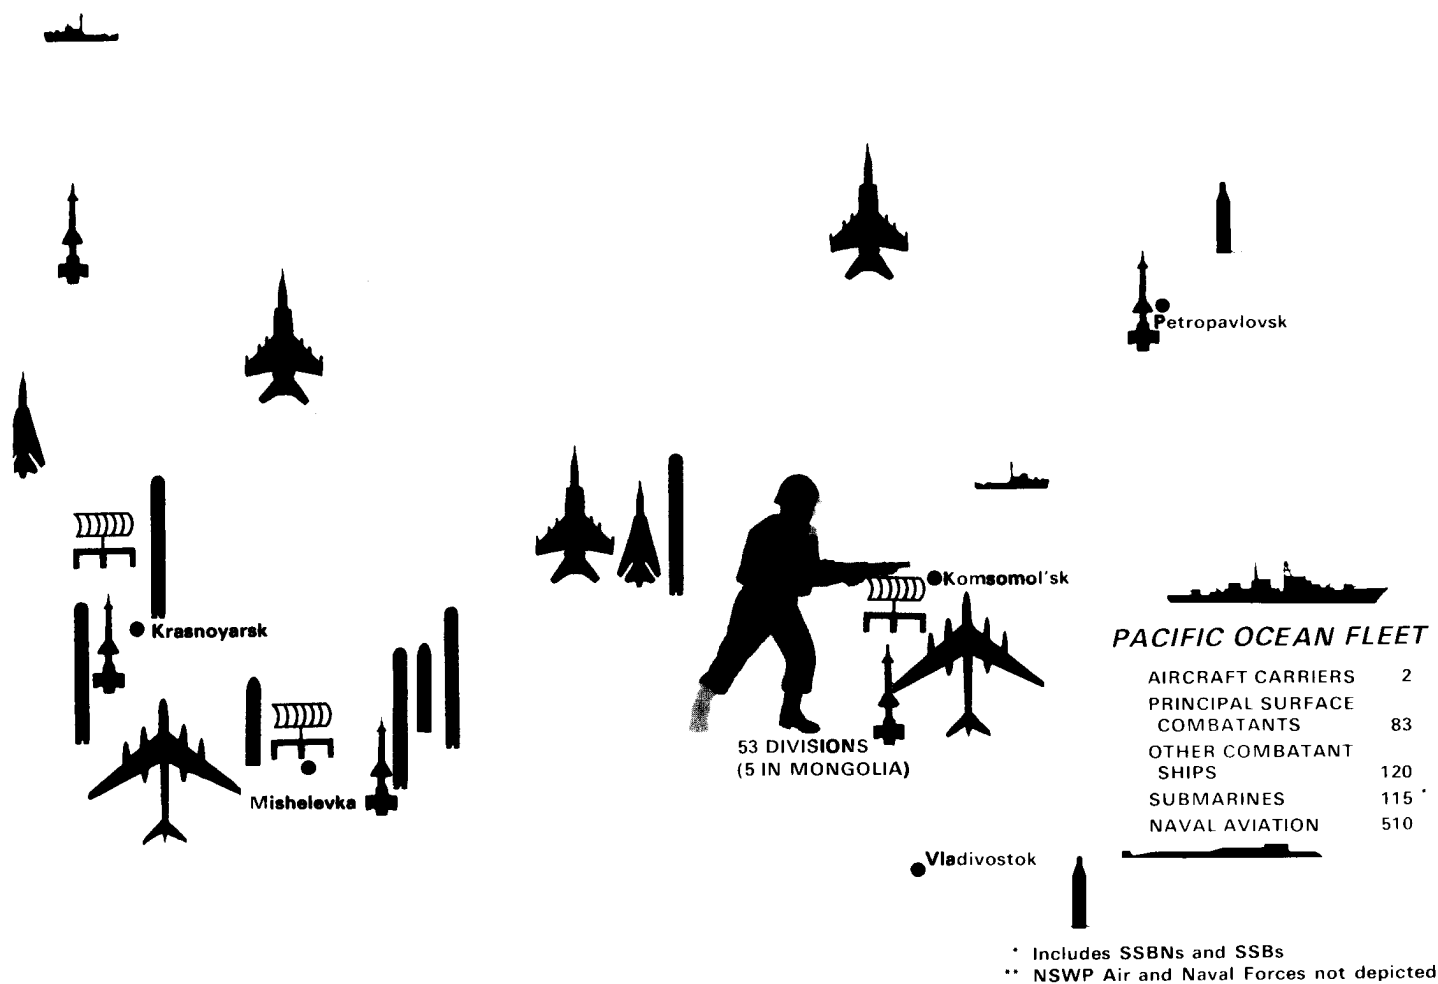 Petropavlovsk
Komsomol'sk
Krasnoyarsk
PACIFIC OCEAN FLEET
AIRCRAFT CARRIERS 2
PRINCIPAL SURFACE
COMBATANTS 83
OTHER COMBATANT
SHIPS 120
SUBMARINES 115 *
NAVAL AVIATION 510
53 DIVISIONS
(5 IN MONGOLIA)
Mishelevka
Vladivostok
* Includes SSBNs and SSBs
** NSWP Air and Naval Forces not depicted